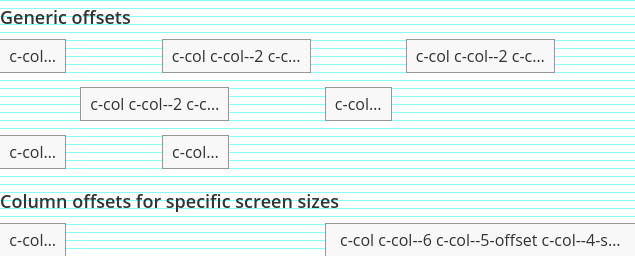 Generic offsets
c-col... c-col c-col--2 c-c... c-col c-col--2 c-c...
c-col c-col--2 c-c... c-col...
c-col... c-col...
Column offsets for specific screen sizes
c-col... c-col c-col--6 c-col--5-offset c-col--4-s...